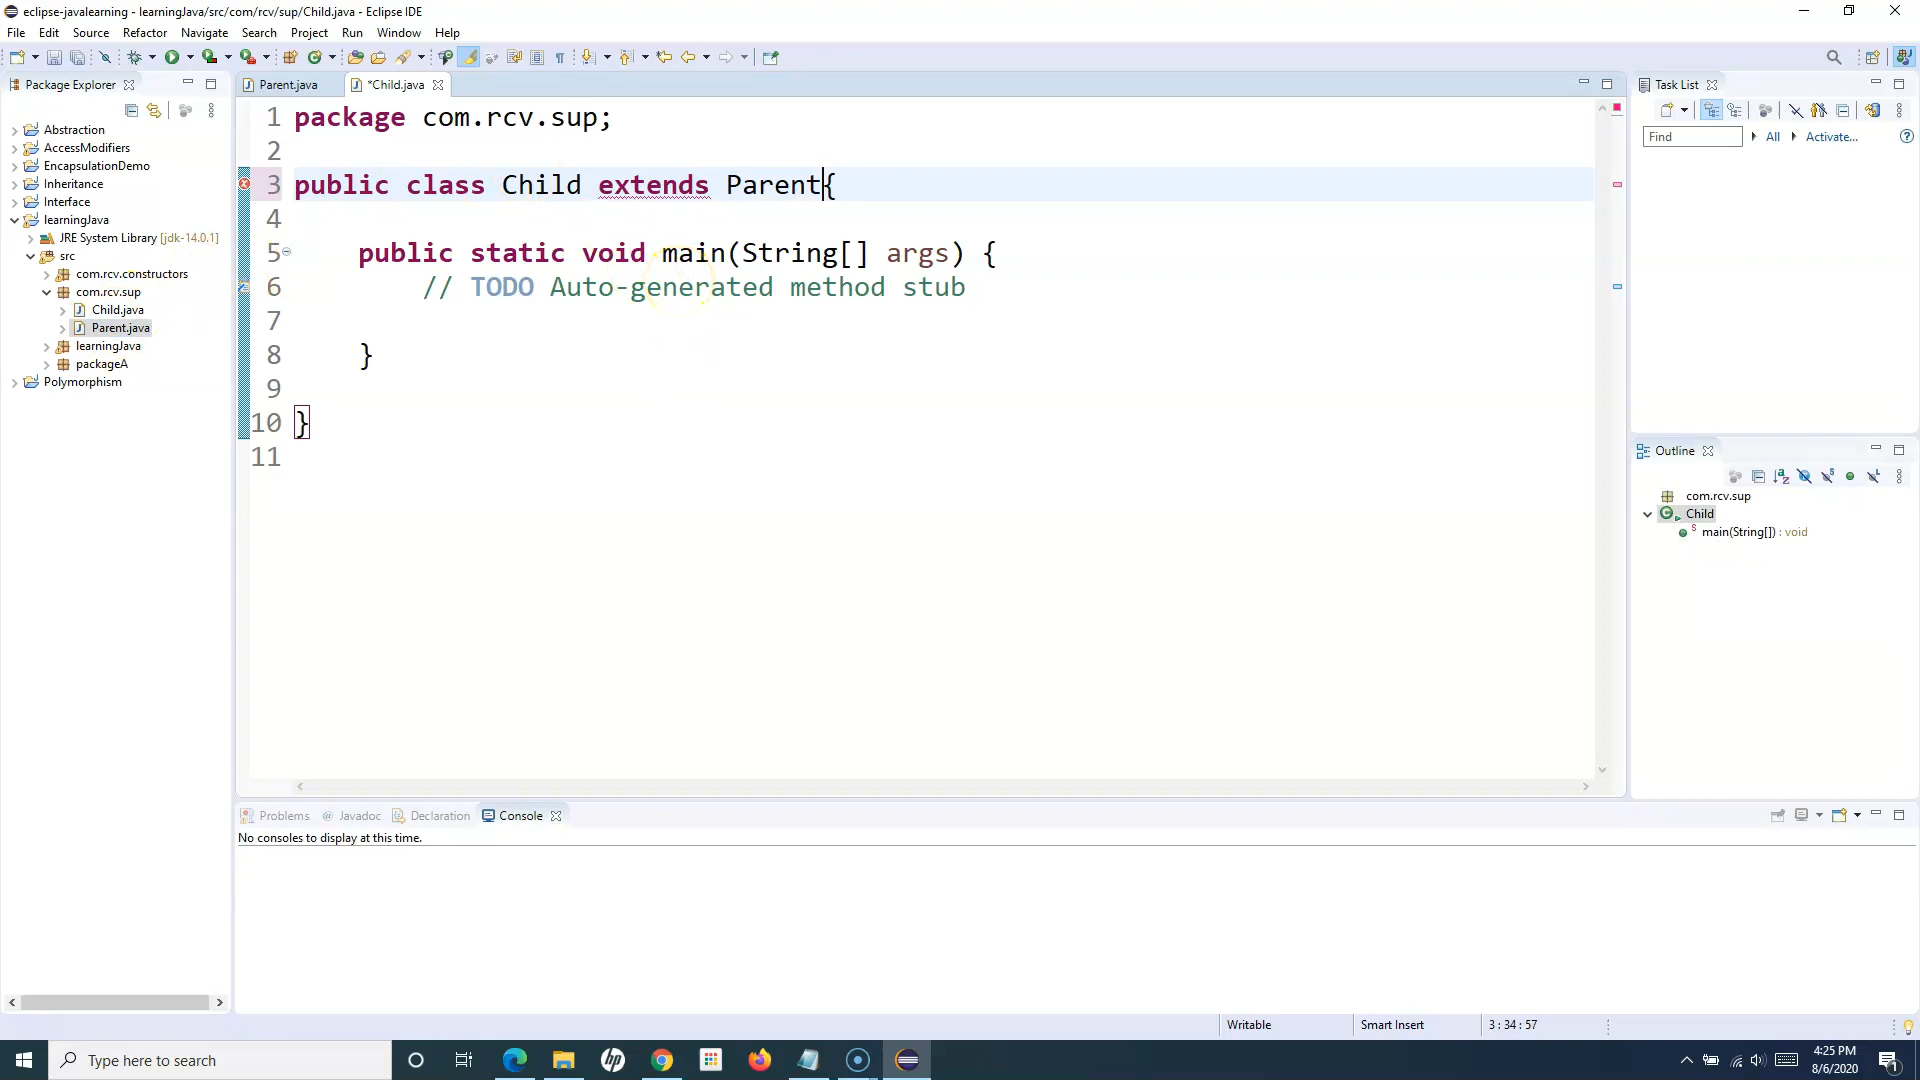 eclipse-javalearning - learningJava/src/com/rcv/sup/Child.java - Eclipse IDE
File Edit Source Refactor Navigate Search Project Run Window Help
Package Explorer
Parent.java
*Child.java
Task List
Abstraction
AccessModifiers
EncapsulationDemo
Inheritance
Interface
learningJava
JRE System Library [jdk-14.0.1]
src
com.rcv.constructors
com.rcv.sup
Child.java
Parent.java
learningJava
packageA
Polymorphism
1 package com.rcv.sup;
2
3 public class Child extends Parent{
4
5 public static void main(String[] args) {
6 // TODO Auto-generated method stub
7
8 }
9
10 }
11
Find
All
Activate...
Outline
com.rcv.sup
Child
main(String[]) : void
Problems
Javadoc
Declaration
Console
No consoles to display at this time.
Writable
Smart Insert
3 : 34 : 57
Type here to search
hp
4:25 PM
8/6/2020
1